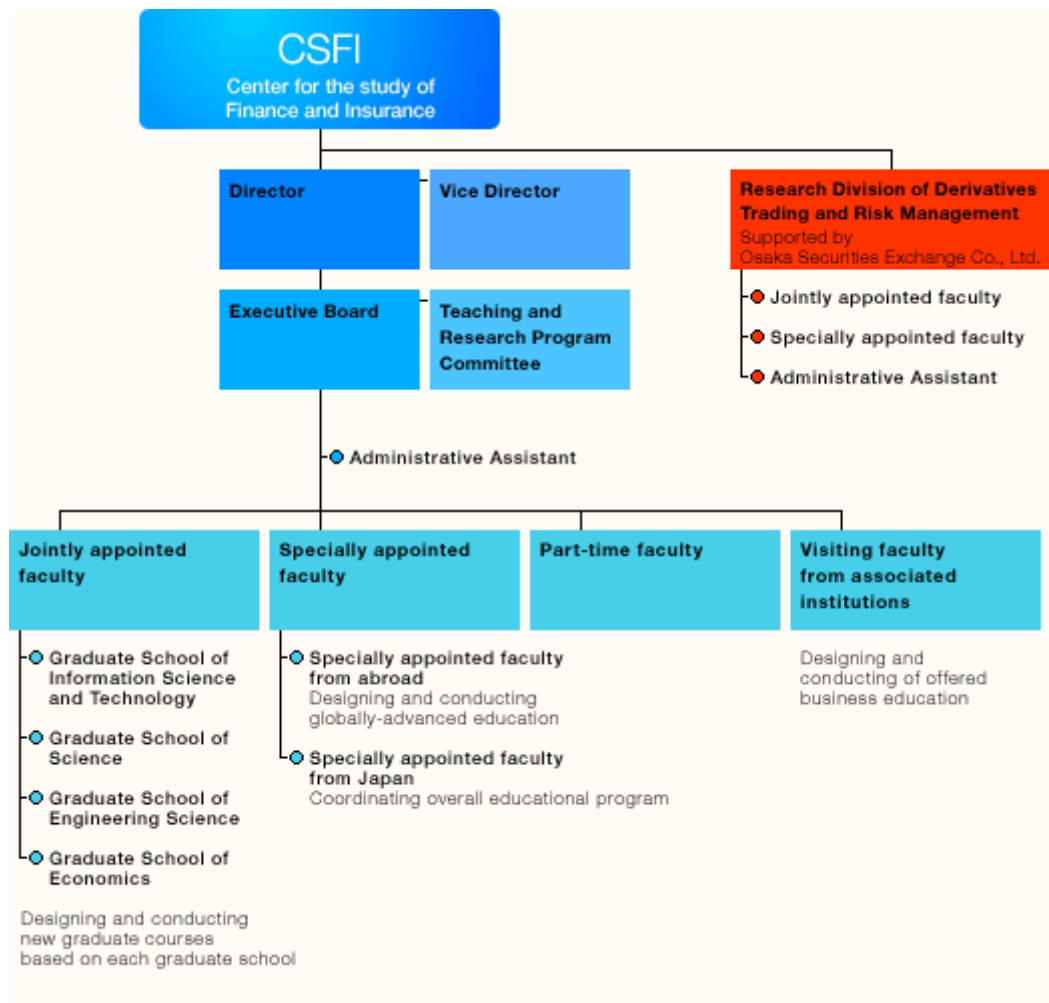 CSFI
Center for the study of
Finance and Insurance
Director
Vice Director
Research Division of Derivatives
Trading and Risk Management
Supported by
Osaka Securities Exchange Co., Ltd.
Executive Board
Teaching and
Research Program
Committee
Jointly appointed faculty
Specially appointed faculty
Administrative Assistant
Administrative Assistant
Jointly appointed
faculty
Specially appointed
faculty
Part-time faculty
Visiting faculty
from associated
institutions
Graduate School of
Information Science
and Technology
Graduate School of
Science
Graduate School of
Engineering Science
Graduate School of
Economics
Designing and conducting
new graduate courses
based on each graduate school
Specially appointed faculty
from abroad
Designing and conducting
globally-advanced education
Specially appointed faculty
from Japan
Coordinating overall educational program
Designing and
conducting of offered
business education